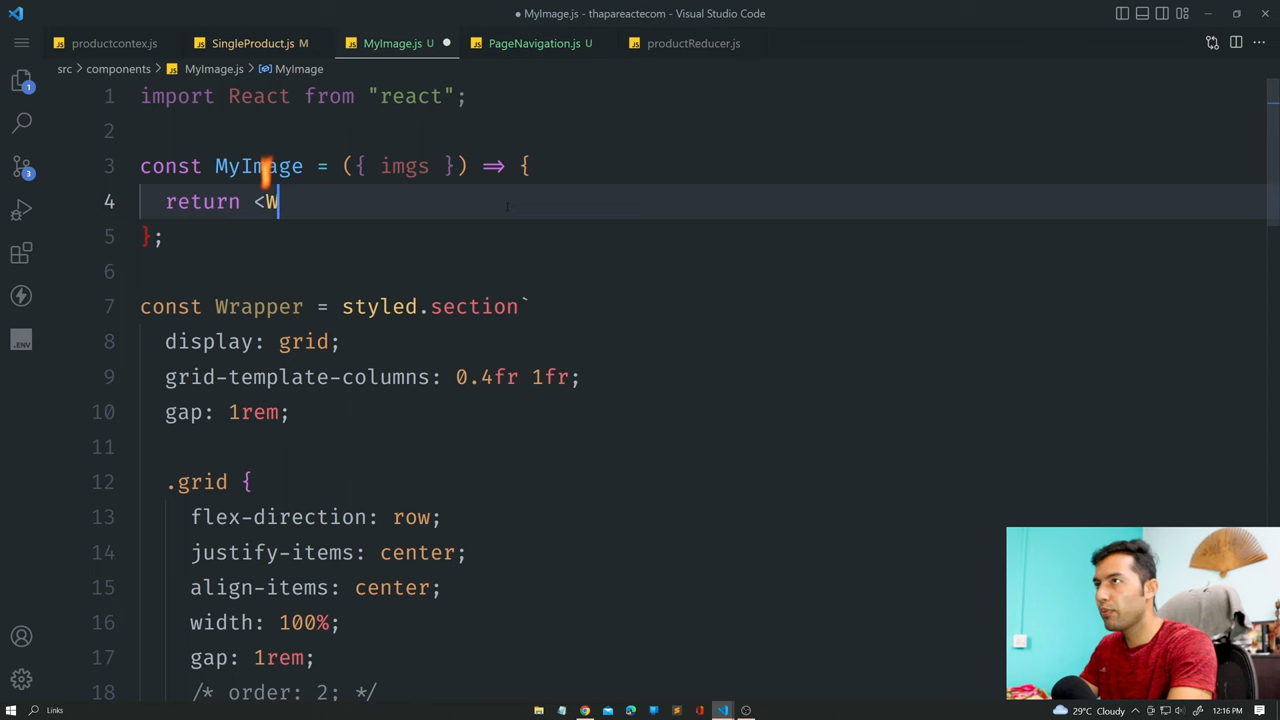 ● MyImage.js - thapareactecom - Visual Studio Code
productcontex.js
SingleProduct.js M
MyImage.js U
PageNavigation.js U
productReducer.js
src > components > MyImage.js > MyImage
1 import React from "react";
2
3 const MyImage = ({ imgs }) => {
4 return <W
5 };
6
7 const Wrapper = styled.section`
8 display: grid;
9 grid-template-columns: 0.4fr 1fr;
10 gap: 1rem;
11
12 .grid {
13 flex-direction: row;
14 justify-items: center;
15 align-items: center;
16 width: 100%;
17 gap: 1rem;
18 /* order: 2; */
1
3
.ENV
Links
29°C Cloudy
12:16 PM